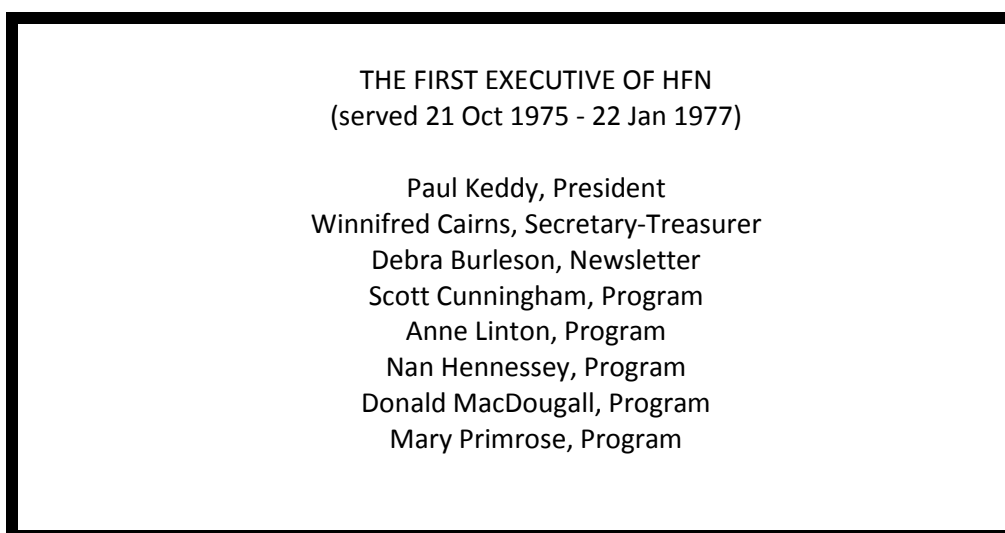 THE FIRST EXECUTIVE OF HFN
(served 21 Oct 1975 - 22 Jan 1977)
Paul Keddy, President
Winnifred Cairns, Secretary-Treasurer
Debra Burleson, Newsletter
Scott Cunningham, Program
Anne Linton, Program
Nan Hennessey, Program
Donald MacDougall, Program
Mary Primrose, Program